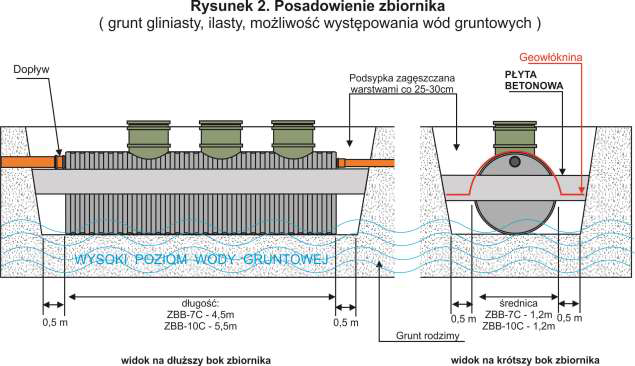 Rysunek 2. Posadowienie zbiornika
( grunt gliniasty, ilasty, możliwość występowania wód gruntowych )
Dopływ
Podsypka zagęszczana
warstwami co 25-30cm
Geowłóknina
PŁYTA
BETONOWA
WYSOKI POZIOM WODY GRUNTOWEJ
0,5 m
długość:
ZBB-7C - 4,5m
ZBB-10C - 5,5m
0,5 m
0,5 m
średnica
ZBB-7C - 1,2m
ZBB-10C - 1,2m
0,5 m
Grunt rodzimy
widok na dłuższy bok zbiornika
widok na krótszy bok zbiornika